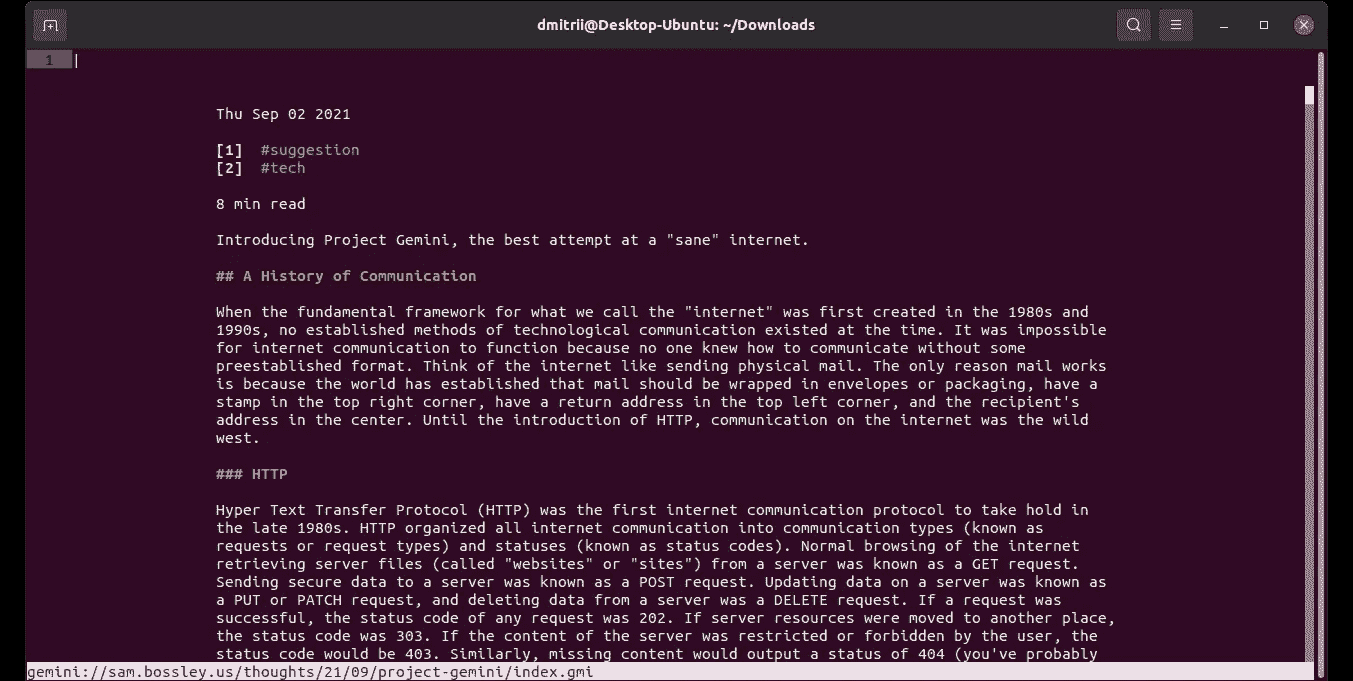 dmitrii@Desktop-Ubuntu: ~/Downloads
1
Thu Sep 02 2021
[1]  #suggestion
[2]  #tech
8 min read
Introducing Project Gemini, the best attempt at a "sane" internet.
## A History of Communication
When the fundamental framework for what we call the "internet" was first created in the 1980s and
1990s, no established methods of technological communication existed at the time. It was impossible
for internet communication to function because no one knew how to communicate without some
preestablished format. Think of the internet like sending physical mail. The only reason mail works
is because the world has established that mail should be wrapped in envelopes or packaging, have a
stamp in the top right corner, have a return address in the top left corner, and the recipient's
address in the center. Until the introduction of HTTP, communication on the internet was the wild
west.
### HTTP
Hyper Text Transfer Protocol (HTTP) was the first internet communication protocol to take hold in
the late 1980s. HTTP organized all internet communication into communication types (known as
requests or request types) and statuses (known as status codes). Normal browsing of the internet
retrieving server files (called "websites" or "sites") from a server was known as a GET request.
Sending secure data to a server was known as a POST request. Updating data on a server was known as
a PUT or PATCH request, and deleting data from a server was a DELETE request. If a request was
successful, the status code of any request was 202. If server resources were moved to another place,
the status code was 303. If the content of the server was restricted or forbidden by the user, the
status code would be 403. Similarly, missing content would output a status of 404 (you've probably
gemini://sam.bossley.us/thoughts/21/09/project-gemini/index.gmi